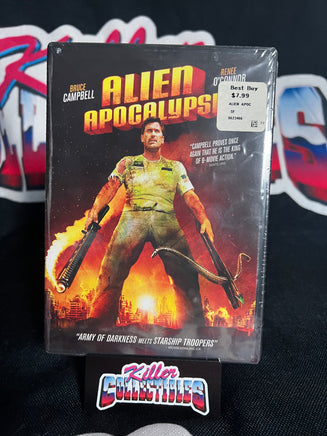 Killer
BRUCE
CAMPBELL
RENEE
O'CONNOR
ALIEN
APOCALYPSE
Best Buy
$7.99
ALIEN APOC
"CAMPBELL PROVES ONCE
AGAIN THAT HE IS THE KING
OF B-MOVIE ACTION."
"ARMY OF DARKNESS MEETS STARSHIP TROOPERS"
Killer
COLLECTIBLES